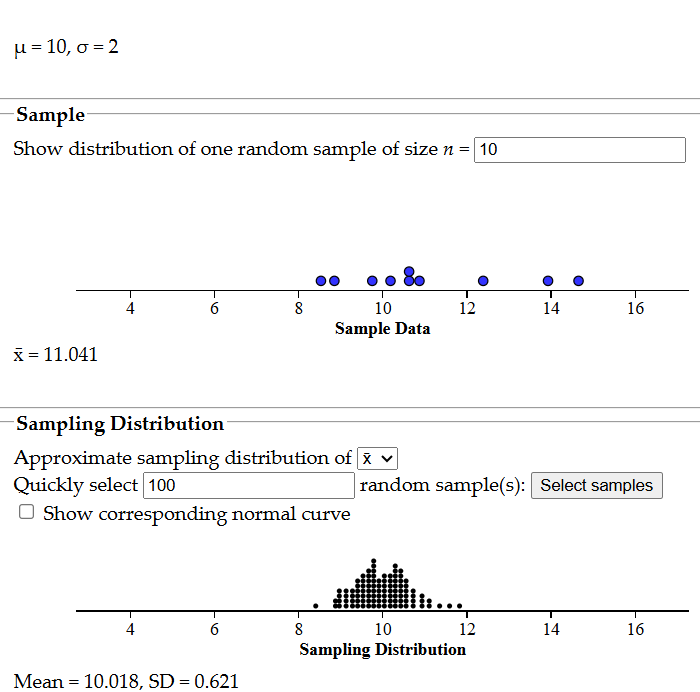 μ = 10, σ = 2
Sample
Show distribution of one random sample of size n = 10
4 6 8 10 12 14 16
Sample Data
x̄ = 11.041
Sampling Distribution
Approximate sampling distribution of x̄
Quickly select 100 random sample(s): Select samples
Show corresponding normal curve
4 6 8 10 12 14 16
Sampling Distribution
Mean = 10.018, SD = 0.621